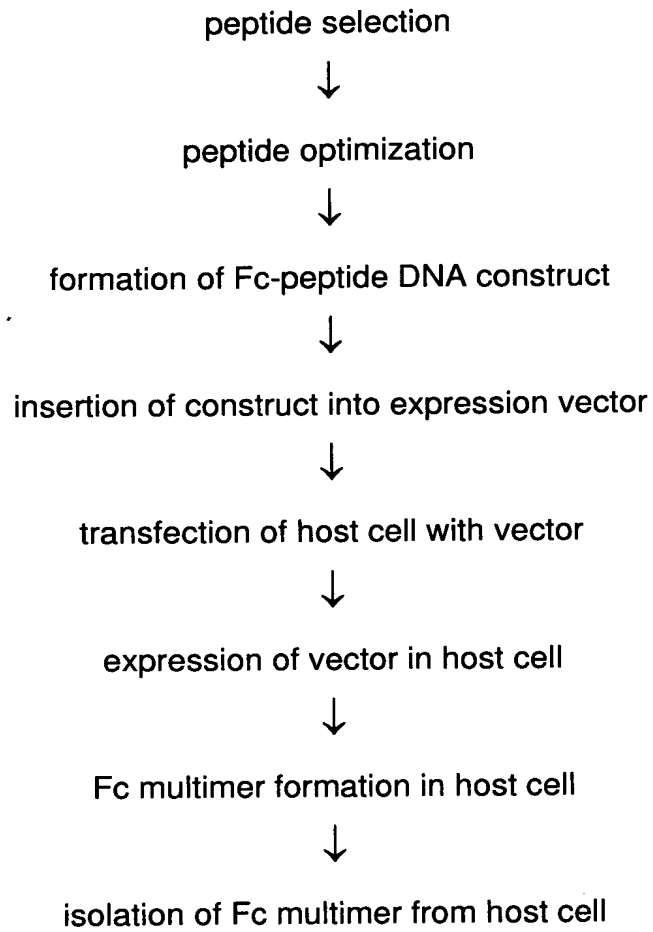 peptide selection
↓
peptide optimization
↓
formation of Fc-peptide DNA construct
↓
insertion of construct into expression vector
↓
transfection of host cell with vector
↓
expression of vector in host cell
↓
Fc multimer formation in host cell
↓
isolation of Fc multimer from host cell